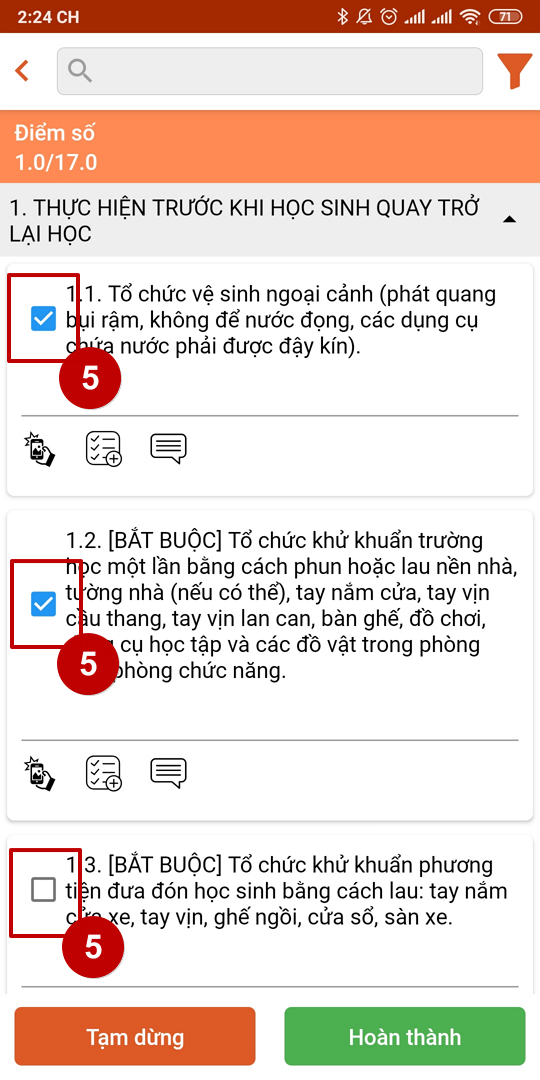 2:24 CH
71
Điểm số
1.0/17.0
1. THỰC HIỆN TRƯỚC KHI HỌC SINH QUAY TRỞ
LẠI HỌC
1.1. Tổ chức vệ sinh ngoại cảnh (phát quang
bụi rậm, không để nước đọng, các dụng cụ
chứa nước phải được đậy kín).
5
1.2. [BẮT BUỘC] Tổ chức khử khuẩn trường
học một lần bằng cách phun hoặc lau nền nhà,
tường nhà (nếu có thể), tay nắm cửa, tay vịn
cầu thang, tay vịn lan can, bàn ghế, đồ chơi,
cụ học tập và các đồ vật trong phòng
5
phòng chức năng.
1.3. [BẮT BUỘC] Tổ chức khử khuẩn phương
tiện đưa đón học sinh bằng cách lau: tay nắm
cửa xe, tay vịn, ghế ngồi, cửa sổ, sàn xe.
5
Tạm dừng
Hoàn thành